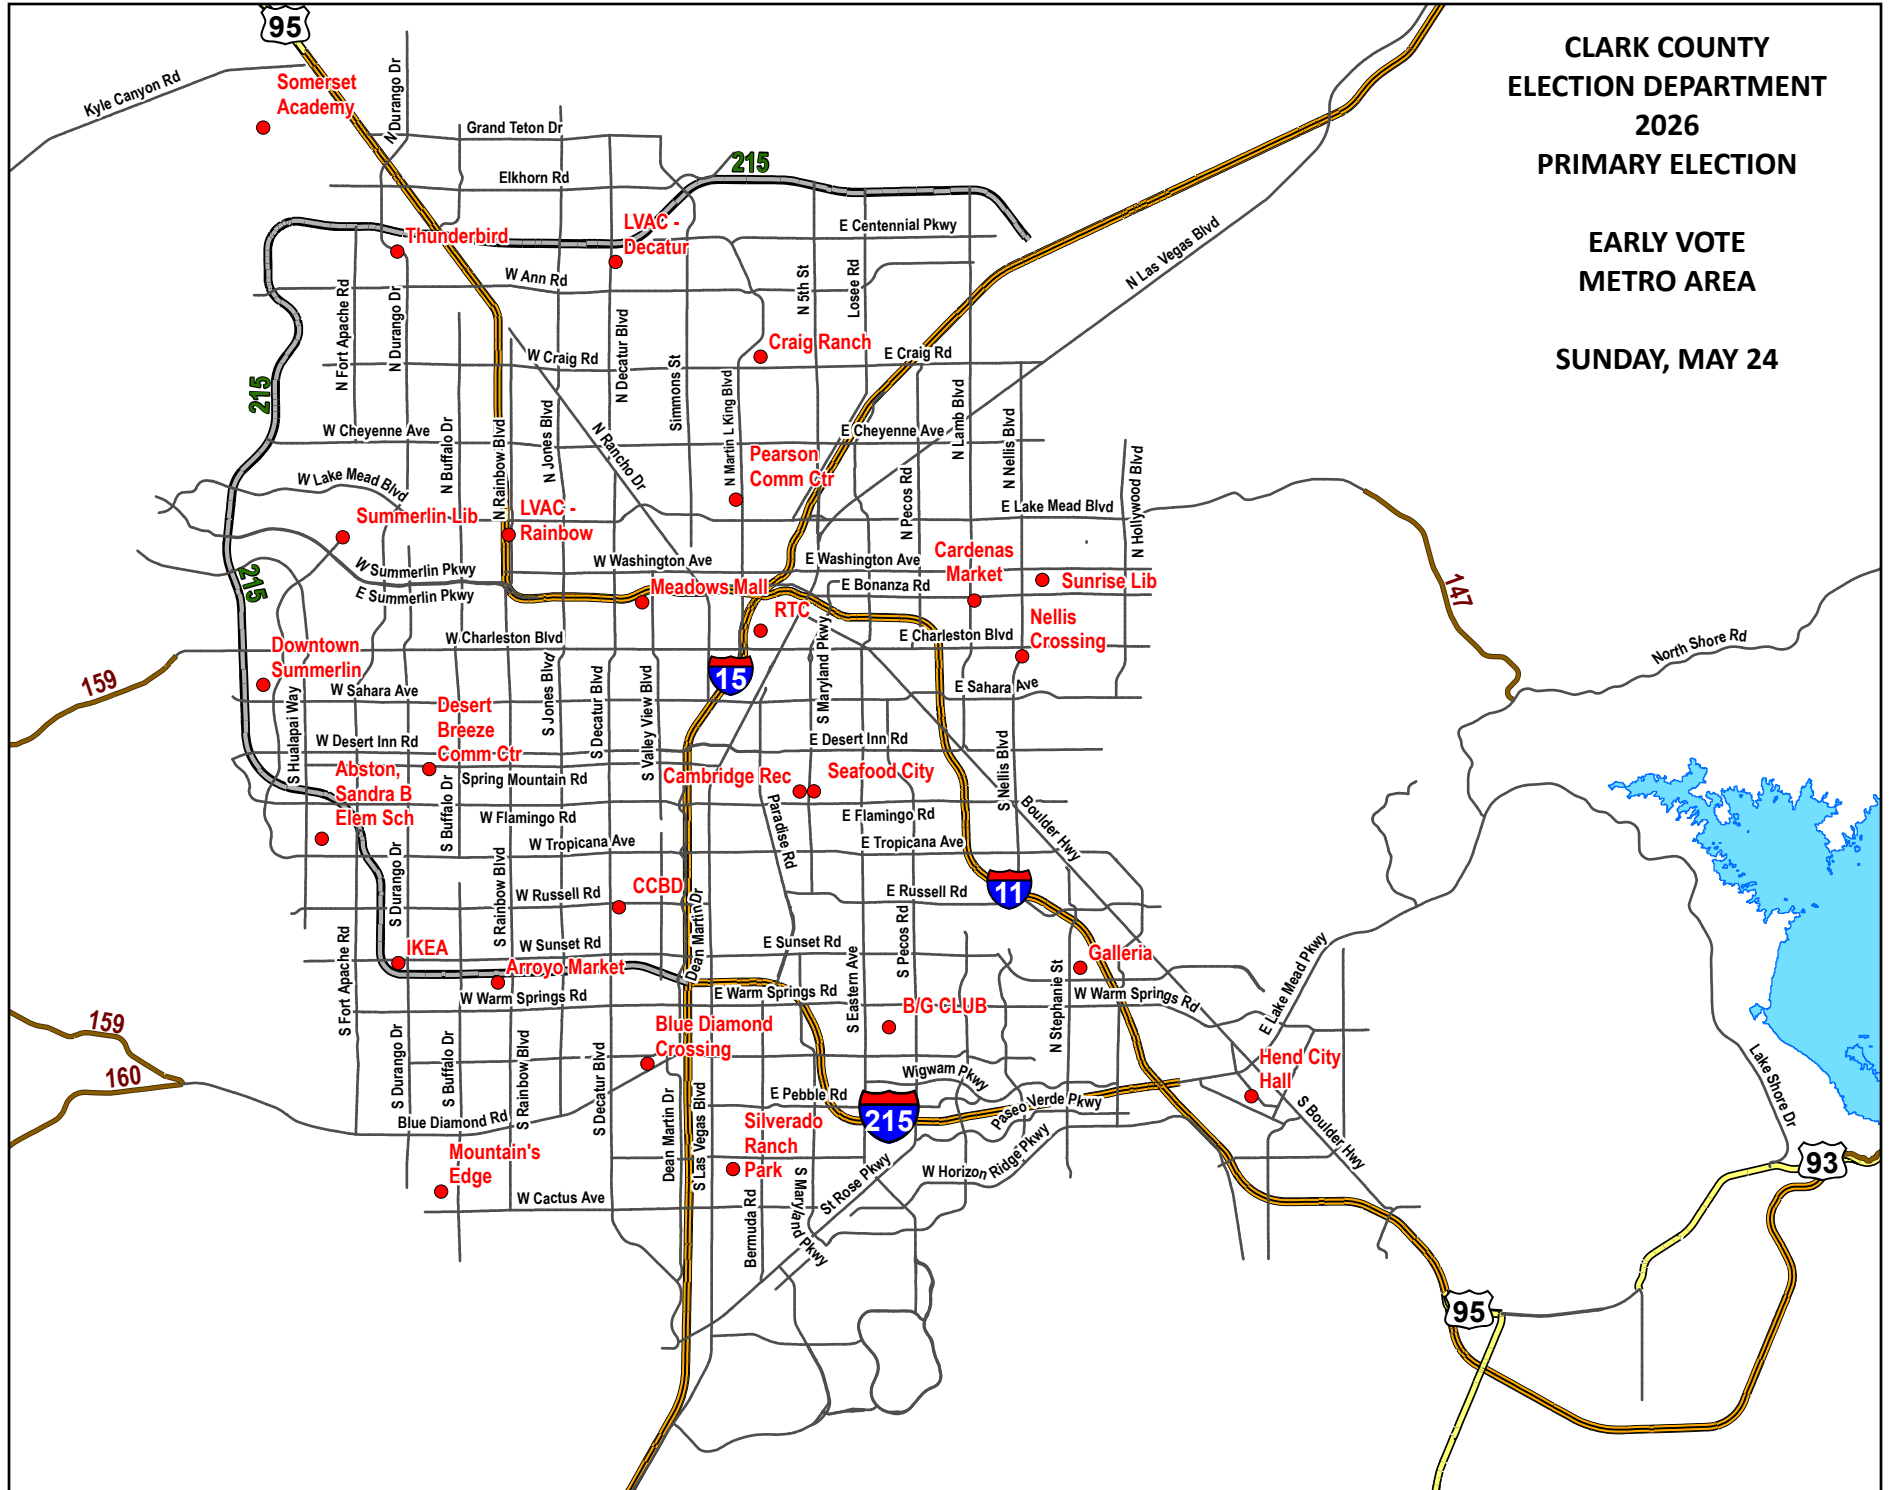 CLARK COUNTY
ELECTION DEPARTMENT
2026
PRIMARY ELECTION
EARLY VOTE
METRO AREA
SUNDAY, MAY 24
95
Kyle Canyon Rd
Somerset
Academy
N Durango Dr
Grand Teton Dr
Elkhorn Rd
215
Thunderbird
LVAC -
Decatur
E Centennial Pkwy
N Las Vegas Blvd
W Ann Rd
N Fort Apache Rd
N Durango Dr
N Decatur Blvd
N 5th St
Losee Rd
Craig Ranch
W Craig Rd
E Craig Rd
Simmons St
215
N Martin L King Blvd
N Lamb Blvd
N Nellis Blvd
W Cheyenne Ave
N Buffalo Dr
N Rainbow Blvd
N Jones Blvd
N Rancho Dr
E Cheyenne Ave
Pearson
Comm Ctr
N Pecos Rd
N Hollywood Blvd
W Lake Mead Blvd
E Lake Mead Blvd
Summerlin Lib
LVAC -
Rainbow
W Washington Ave
E Washington Ave
Cardenas
Market
Sunrise Lib
W Summerlin Pkwy
E Summerlin Pkwy
215
Meadows Mall
E Bonanza Rd
147
RTC
Nellis
Crossing
W Charleston Blvd
E Charleston Blvd
North Shore Rd
Downtown
Summerlin
159
15
W Sahara Ave
E Sahara Ave
S Hualapai Way
S Jones Blvd
S Decatur Blvd
S Valley View Blvd
S Maryland Pkwy
Desert
Breeze
Comm Ctr
W Desert Inn Rd
E Desert Inn Rd
S Nellis Blvd
Abston,
Sandra B
Elem Sch
Spring Mountain Rd
Cambridge Rec
Seafood City
S Buffalo Dr
W Flamingo Rd
Paradise Rd
E Flamingo Rd
Boulder Hwy
W Tropicana Ave
E Tropicana Ave
S Durango Dr
S Rainbow Blvd
W Russell Rd
CCBD
E Russell Rd
11
Dean Martin Dr
S Fort Apache Rd
IKEA
W Sunset Rd
E Sunset Rd
S Pecos Rd
Galleria
Arroyo Market
S Eastern Ave
N Stephanie St
E Lake Mead Pkwy
W Warm Springs Rd
E Warm Springs Rd
W Warm Springs Rd
B/G CLUB
159
160
Blue Diamond
Crossing
S Durango Dr
S Buffalo Dr
S Rainbow Blvd
S Decatur Blvd
Wigwam Pkwy
Hend City
Hall
Lake Shore Dr
Dean Martin Dr
S Las Vegas Blvd
E Pebble Rd
215
Paseo Verde Pkwy
S Boulder Hwy
Blue Diamond Rd
Mountain's
Edge
Silverado
Ranch
Park
W Horizon Ridge Pkwy
93
St Rose Pkwy
W Cactus Ave
Bermuda Rd
S Maryland Pkwy
95